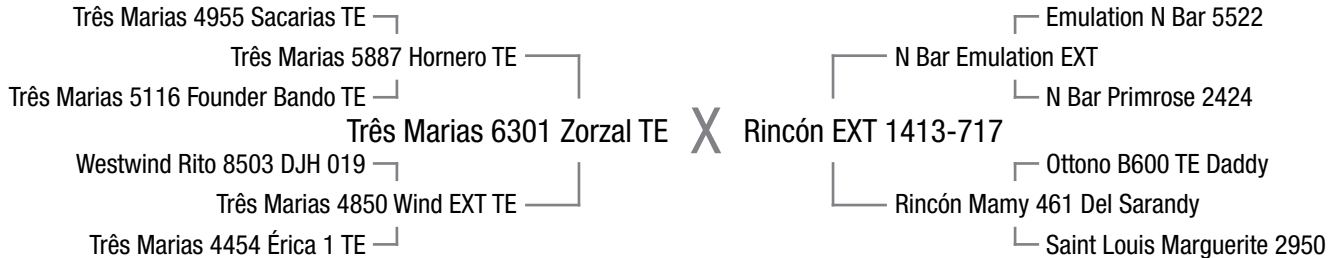 Três Marias 4955 Sacarias TE
Três Marias 5887 Hornero TE
Três Marias 5116 Founder Bando TE
Três Marias 6301 Zorzal TE
Westwind Rito 8503 DJH 019
Três Marias 4850 Wind EXT TE
Três Marias 4454 Érica 1 TE
X
Emulation N Bar 5522
N Bar Emulation EXT
N Bar Primrose 2424
Rincón EXT 1413-717
Ottono B600 TE Daddy
Rincón Mamy 461 Del Sarandy
Saint Louis Marguerite 2950